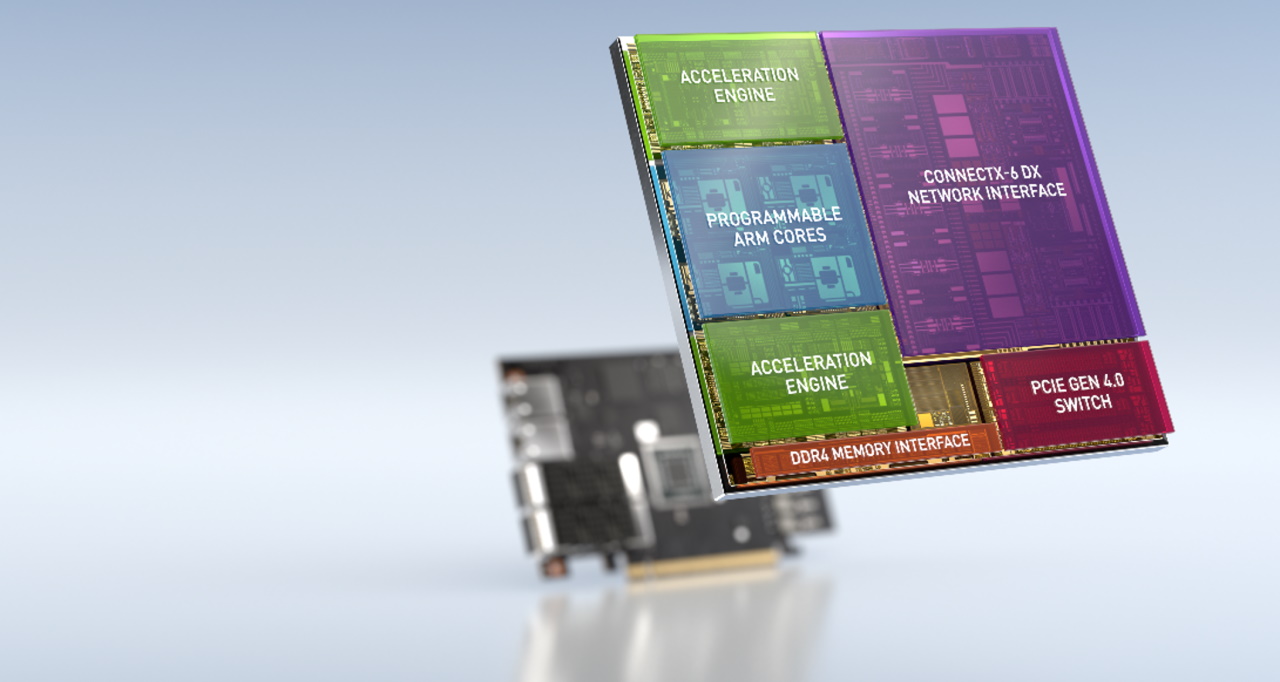 ACCELERATION
ENGINE
CONNECTX-6 DX
NETWORK INTERFACE
PROGRAMMABLE
ARM CORES
ACCELERATION
ENGINE
PCIE GEN 4.0
SWITCH
DDR4 MEMORY INTERFACE